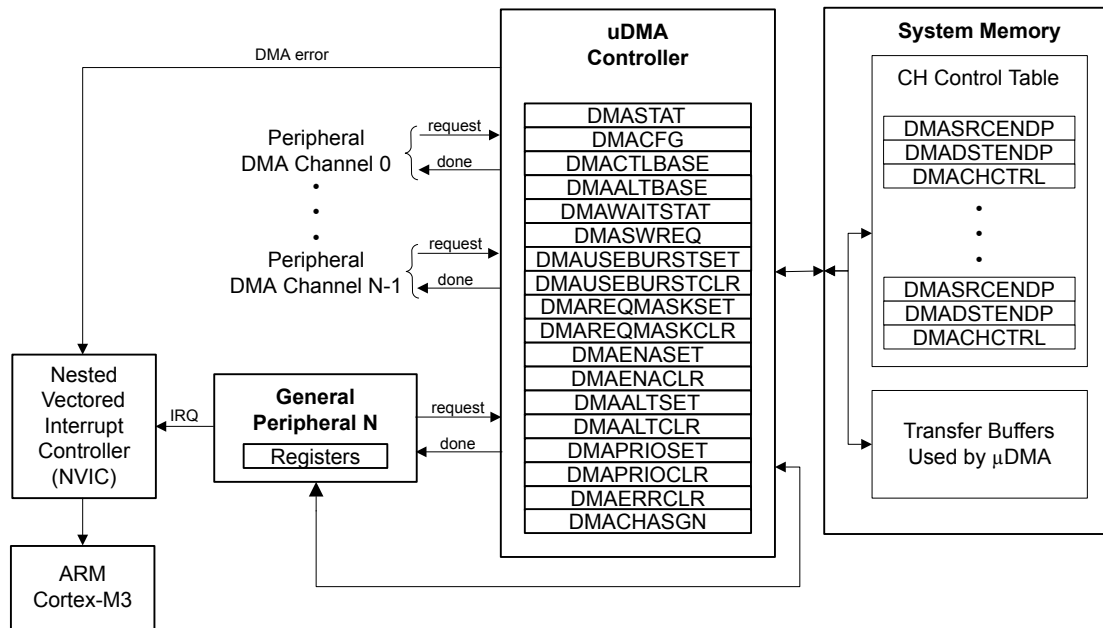 uDMA
Controller
System Memory
DMA error
CH Control Table
DMASTAT
DMACFG
DMACTLBASE
DMAALTBASE
DMAWAITSTAT
DMASWREQ
DMAUSEBURSTSET
DMAUSEBURSTCLR
DMAREQMASKSET
DMAREQMASKCLR
DMAENASET
DMAENACLR
DMAALTSET
DMAALTCLR
DMAPRIOSET
DMAPRIOCLR
DMAERRCLR
DMACHASGN
Peripheral
DMA Channel 0
request
done
•
•
•
Peripheral
DMA Channel N-1
request
done
DMASRCENDP
DMADSTENDP
DMACHCTRL
•
•
•
DMASRCENDP
DMADSTENDP
DMACHCTRL
Nested
Vectored
Interrupt
Controller
(NVIC)
IRQ
General
Peripheral N
Registers
request
done
Transfer Buffers
Used by μDMA
ARM
Cortex-M3